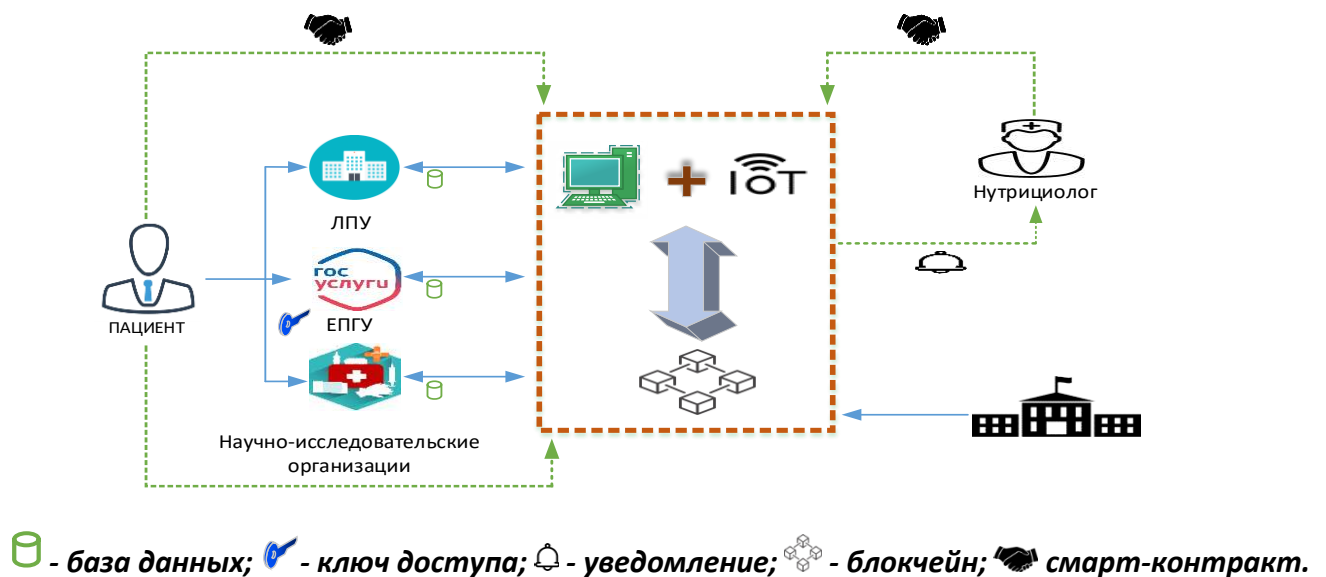 IOT
Нутрициолог
ЛПУ
гос
услуги
ПАЦИЕНТ
ЕПГУ
Научно-исследовательские
организации
- база данных; - ключ доступа; - уведомление; - блокчейн; смарт-контракт.